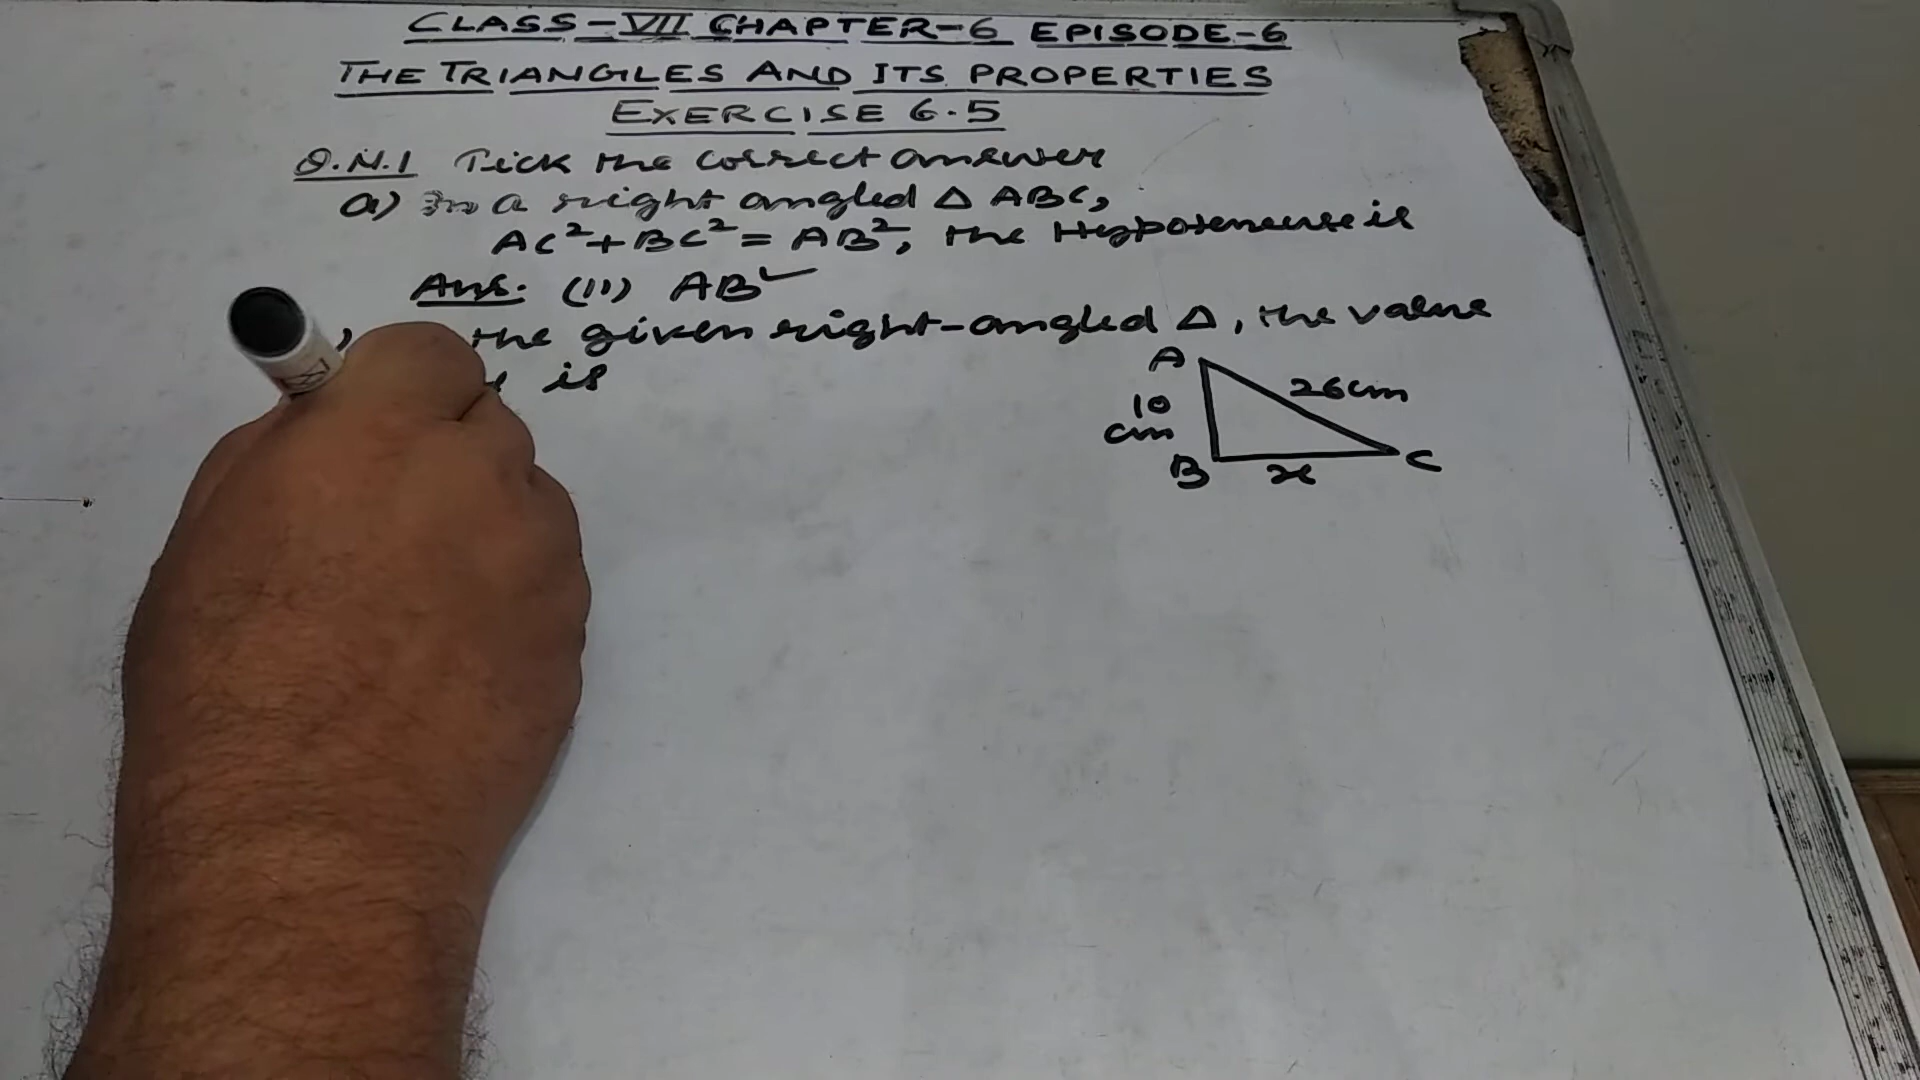 CLASS-VII CHAPTER-6 EPISODE-6
THE TRIANGLES AND ITS PROPERTIES
EXERCISE 6.5
Q.N.1 Tick the correct answer
a) In a right angled △ ABC,
AC²+BC² = AB², the Hypotenuse is
Ans. (ii) AB ✓
the given right-angled △, the value
is
A
26cm
10
cm
B x C